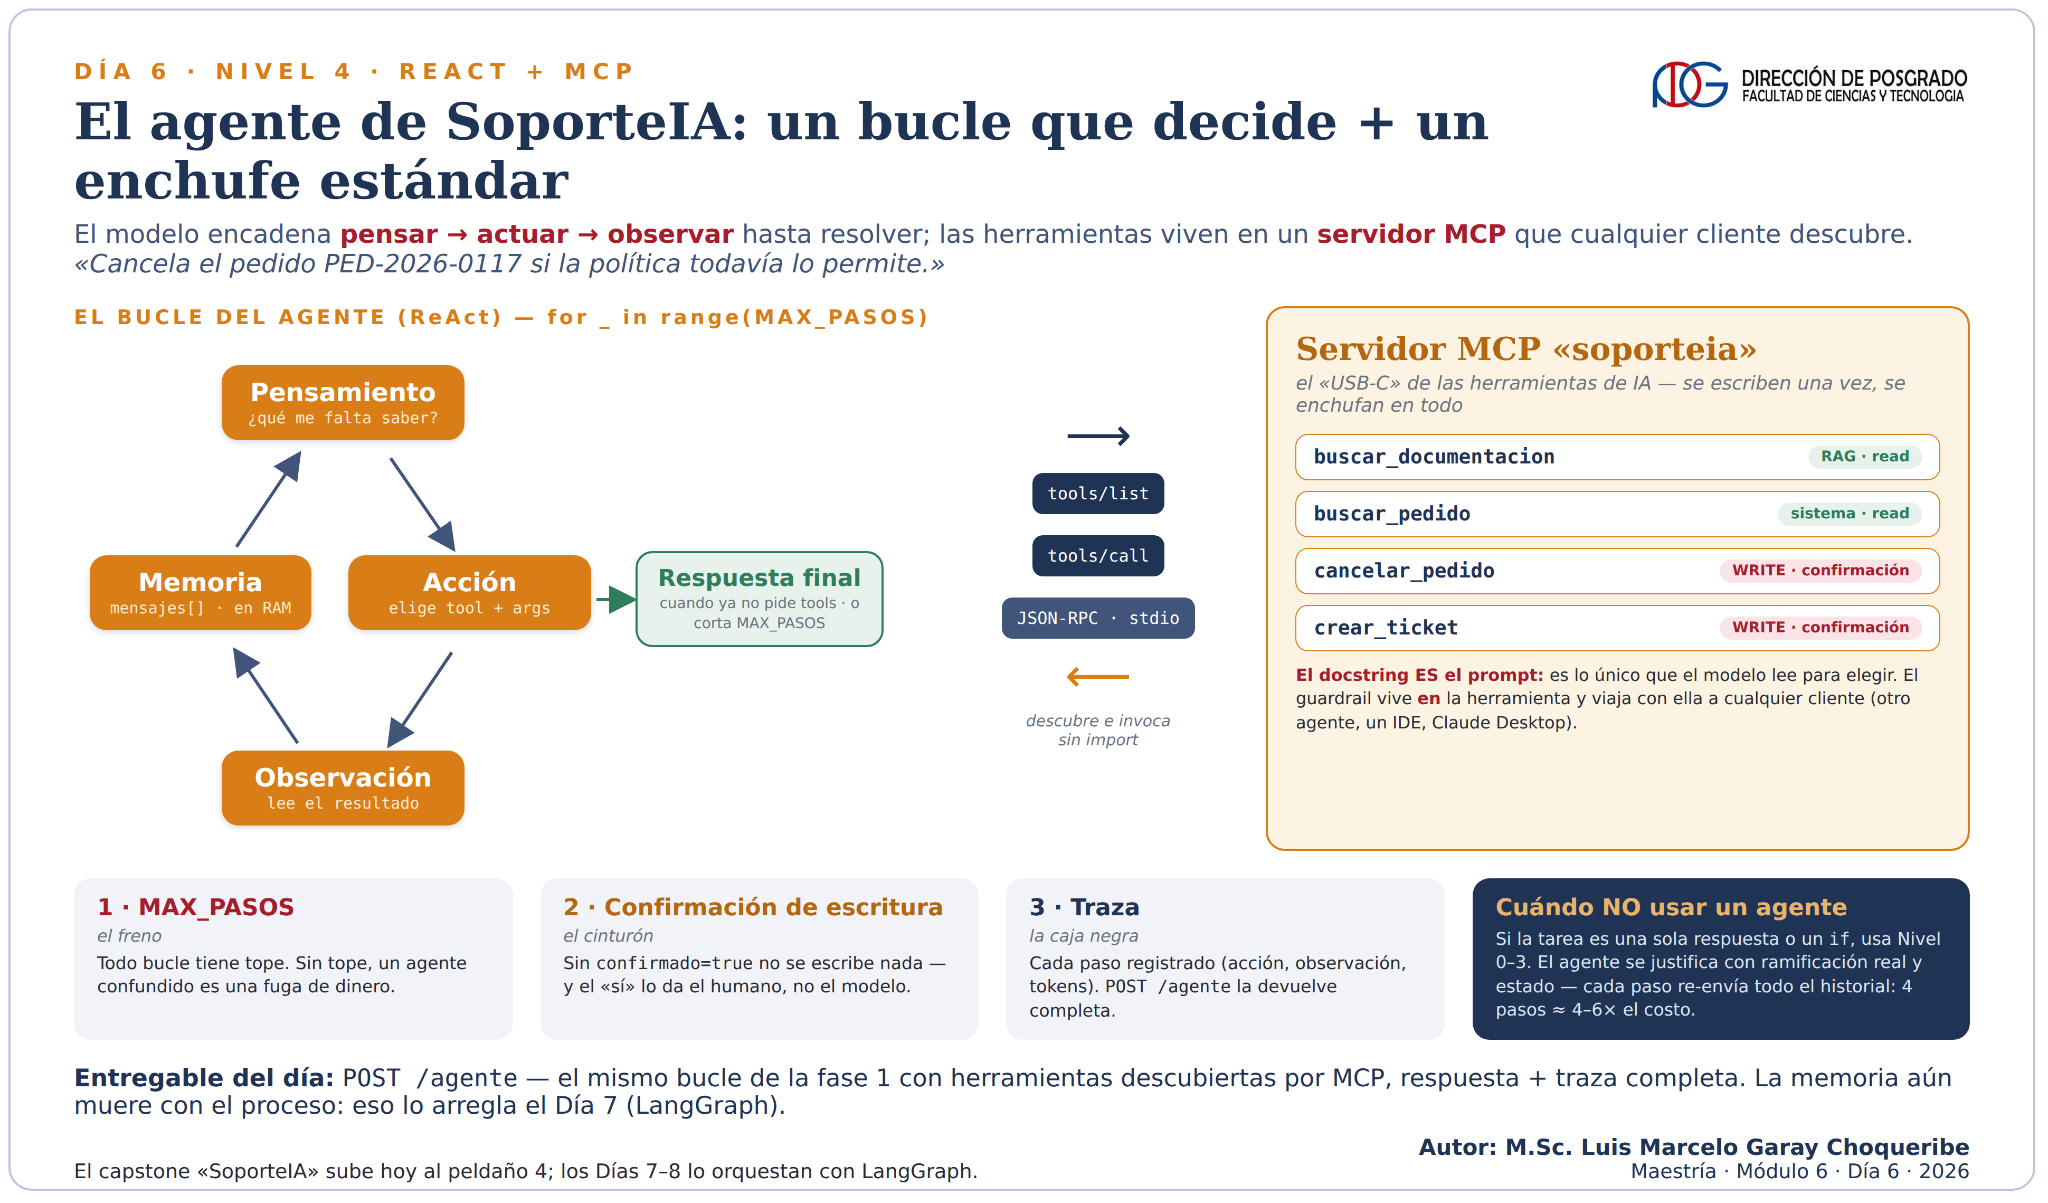 DÍA 6 · NIVEL 4 · REACT + MCP
DIRECCIÓN DE POSGRADO
FACULTAD DE CIENCIAS Y TECNOLOGIA
El agente de SoporteIA: un bucle que decide + un
enchufe estándar
El modelo encadena pensar → actuar → observar hasta resolver; las herramientas viven en un servidor MCP que cualquier cliente descubre.
«Cancela el pedido PED-2026-0117 si la política todavía lo permite.»
EL BUCLE DEL AGENTE (ReAct) — for _ in range(MAX_PASOS)
Pensamiento
¿qué me falta saber?
Memoria
mensajes[] · en RAM
Acción
elige tool + args
Respuesta final
cuando ya no pide tools · o
corta MAX_PASOS
Observación
lee el resultado
⟶
tools/list
tools/call
JSON-RPC · stdio
⟵
descubre e invoca
sin import
Servidor MCP «soporteia»
el «USB-C» de las herramientas de IA — se escriben una vez, se
enchufan en todo
buscar_documentacion RAG · read
buscar_pedido sistema · read
cancelar_pedido WRITE · confirmación
crear_ticket WRITE · confirmación
El docstring ES el prompt: es lo único que el modelo lee para elegir. El
guardrail vive en la herramienta y viaja con ella a cualquier cliente (otro
agente, un IDE, Claude Desktop).
1 · MAX_PASOS
el freno
Todo bucle tiene tope. Sin tope, un agente
confundido es una fuga de dinero.
2 · Confirmación de escritura
el cinturón
Sin confirmado=true no se escribe nada —
y el «sí» lo da el humano, no el modelo.
3 · Traza
la caja negra
Cada paso registrado (acción, observación,
tokens). POST /agente la devuelve
completa.
Cuándo NO usar un agente
Si la tarea es una sola respuesta o un if, usa Nivel
0–3. El agente se justifica con ramificación real y
estado — cada paso re-envía todo el historial: 4
pasos ≈ 4–6× el costo.
Entregable del día: POST /agente — el mismo bucle de la fase 1 con herramientas descubiertas por MCP, respuesta + traza completa. La memoria aún
muere con el proceso: eso lo arregla el Día 7 (LangGraph).
El capstone «SoporteIA» sube hoy al peldaño 4; los Días 7–8 lo orquestan con LangGraph.
Autor: M.Sc. Luis Marcelo Garay Choqueribe
Maestría · Módulo 6 · Día 6 · 2026